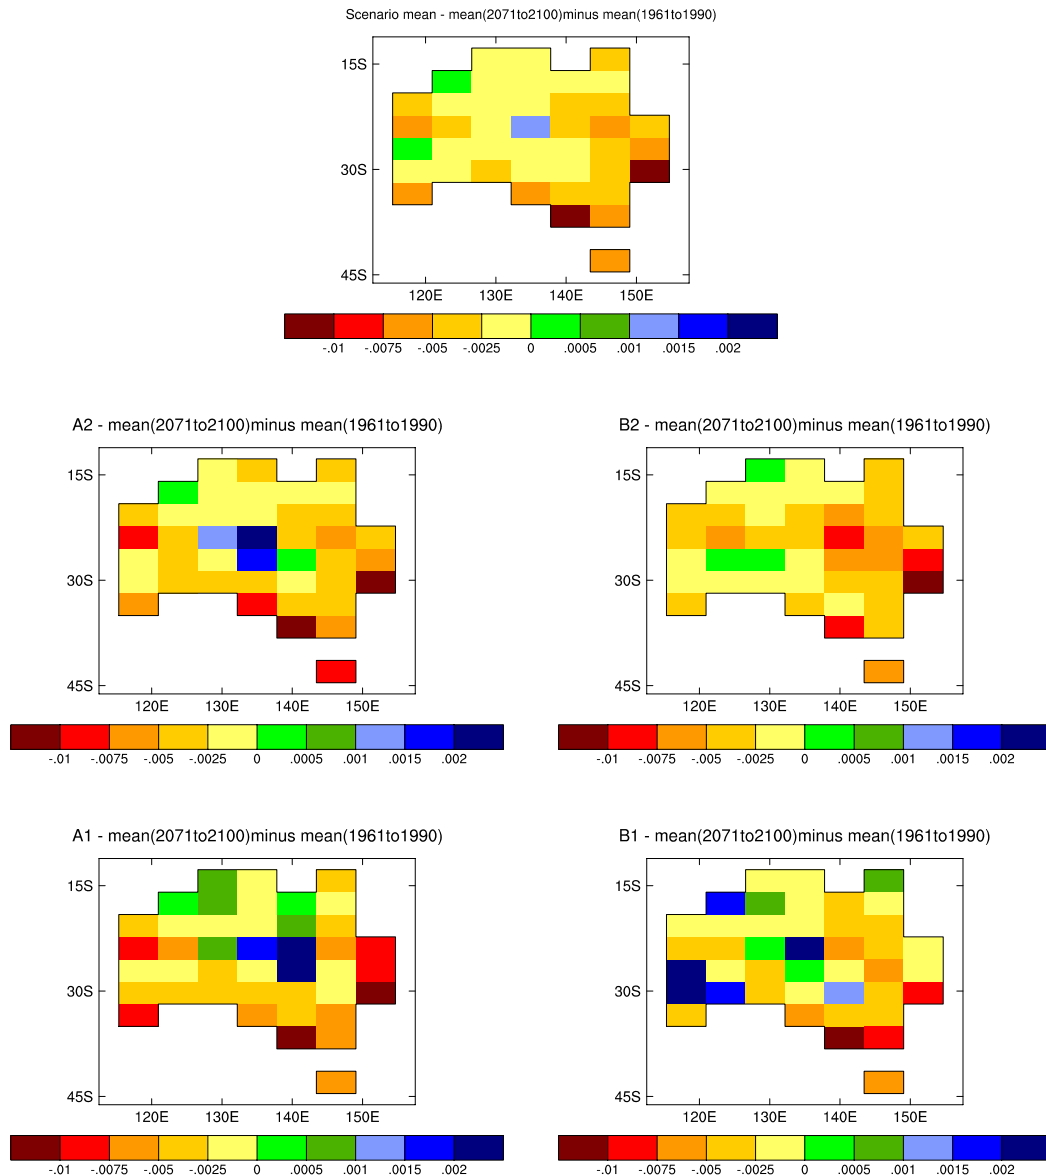 Scenario mean - mean(2071to2100)minus mean(1961to1990)
15S
30S
45S
120E 130E 140E 150E
-.01 -.0075 -.005 -.0025 0 .0005 .001 .0015 .002
A2 - mean(2071to2100)minus mean(1961to1990)
15S
30S
45S
120E 130E 140E 150E
-.01 -.0075 -.005 -.0025 0 .0005 .001 .0015 .002
B2 - mean(2071to2100)minus mean(1961to1990)
15S
30S
45S
120E 130E 140E 150E
-.01 -.0075 -.005 -.0025 0 .0005 .001 .0015 .002
A1 - mean(2071to2100)minus mean(1961to1990)
15S
30S
45S
120E 130E 140E 150E
-.01 -.0075 -.005 -.0025 0 .0005 .001 .0015 .002
B1 - mean(2071to2100)minus mean(1961to1990)
15S
30S
45S
120E 130E 140E 150E
-.01 -.0075 -.005 -.0025 0 .0005 .001 .0015 .002